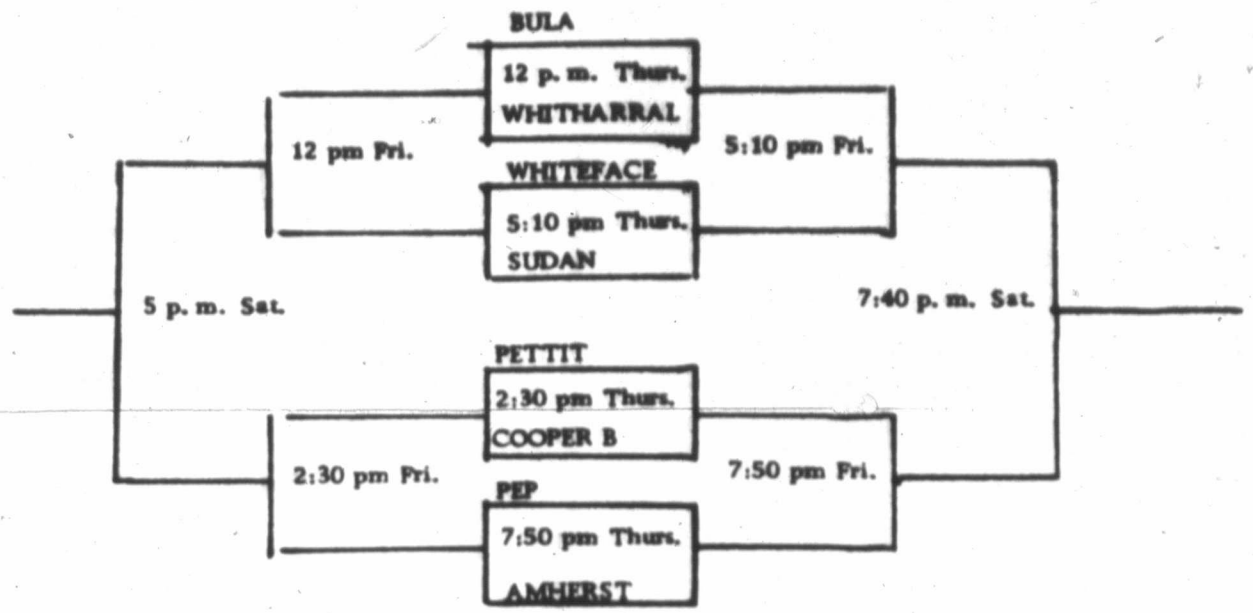 BULA
12 p. m. Thurs.
WHITHARRAL
12 pm Fri.
5:10 pm Fri.
WHITEFACE
5:10 pm Thurs.
SUDAN
5 p. m. Sat.
7:40 p. m. Sat.
PETTIT
2:30 pm Thurs.
COOPER B
2:30 pm Fri.
7:50 pm Fri.
PEP
7:50 pm Thurs.
AMHERST